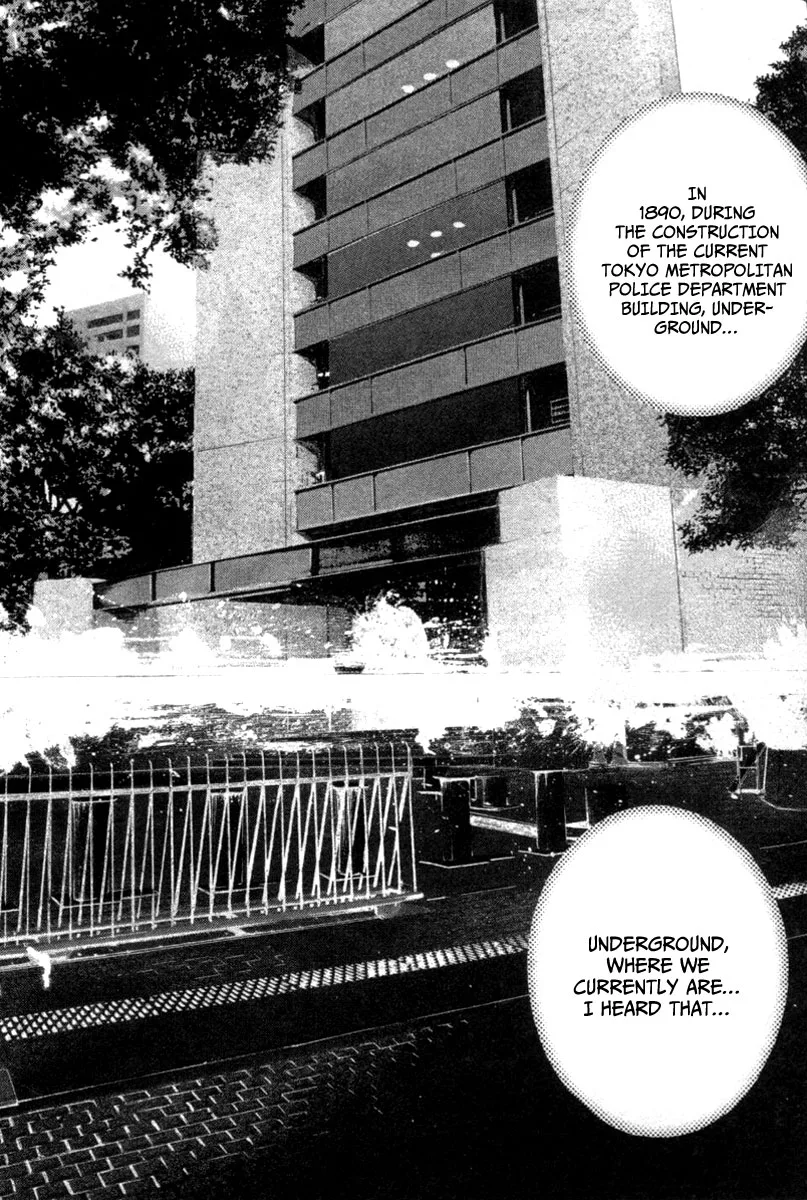 IN
1890, DURING
THE CONSTRUCTION
OF THE CURRENT
TOKYO METROPOLITAN
POLICE DEPARTMENT
BUILDING, UNDER-
GROUND...
UNDERGROUND,
WHERE WE
CURRENTLY ARE...
I HEARD THAT...